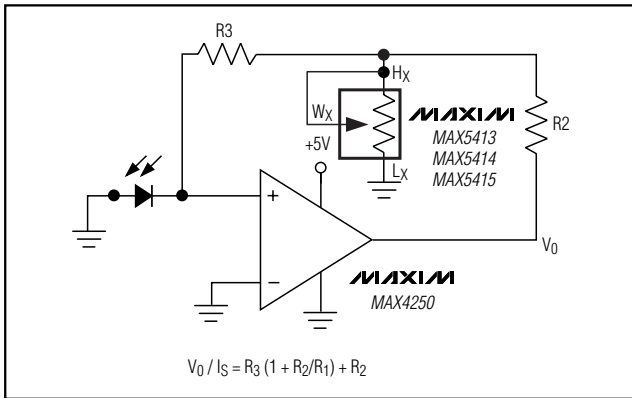 R3
HX
WX
MAXIM
MAX5413
MAX5414
MAX5415
R2
+5V
LX
+
−
V0
MAXIM
MAX4250
V0 / IS = R3 (1 + R2/R1) + R2